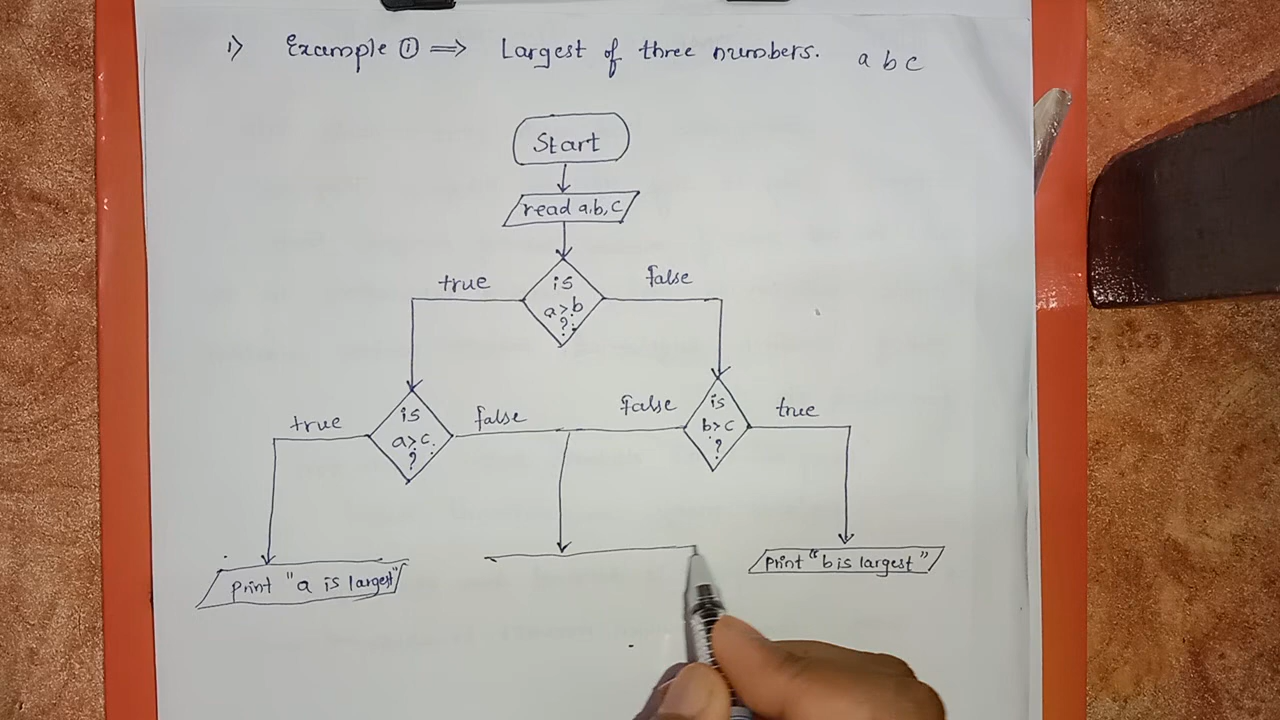 1) Example ① ⟹ Largest of three numbers. a b c
Start
read a,b,c
true
is
a>b
?
false
true
is
a>c
?
false
false
is
b>c
?
true
print "a is largest"
print "b is largest"